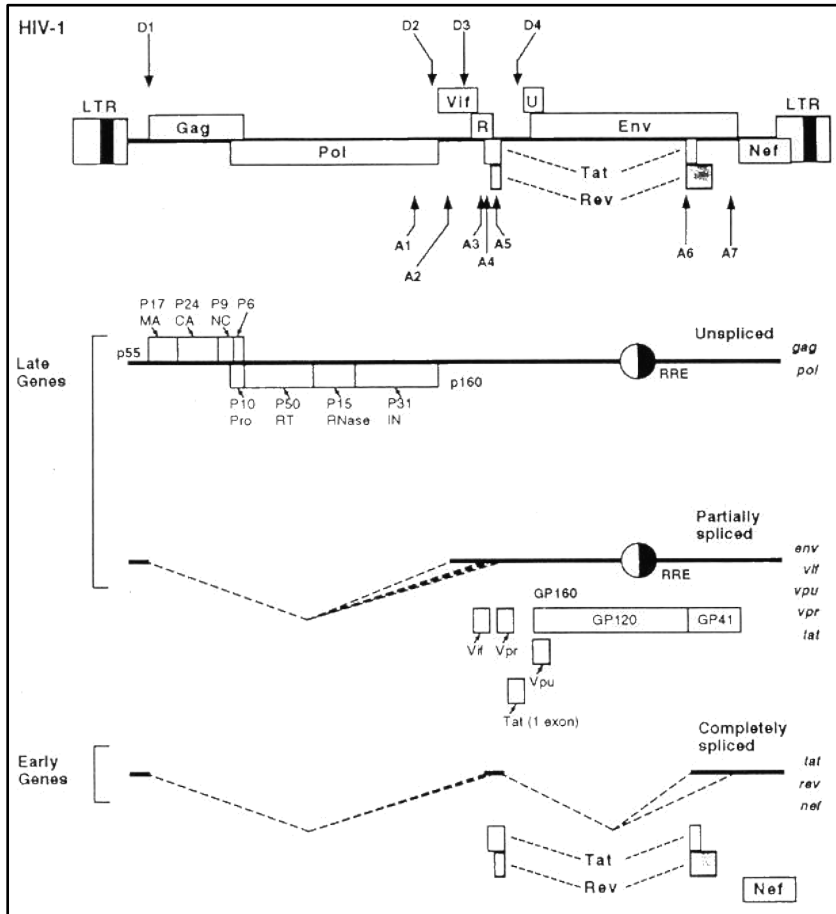 HIV-1
D1
D2
D3
D4
LTR
Gag
Pol
Vif
R
U
Env
LTR
Nef
Tat
Rev
A1
A2
A3
A4
A5
A6
A7
Late
Genes
P17
MA
P24
CA
P9
NC
P6
p55
Unspliced
gag
pol
RRE
p160
P10
Pro
P50
RT
P15
RNase
P31
IN
Partially
spliced
env
vif
vpu
vpr
tat
RRE
GP160
GP120
GP41
Vif
Vpr
Vpu
Tat (1 exon)
Early
Genes
Completely
spliced
tat
rev
nef
Tat
Rev
Nef